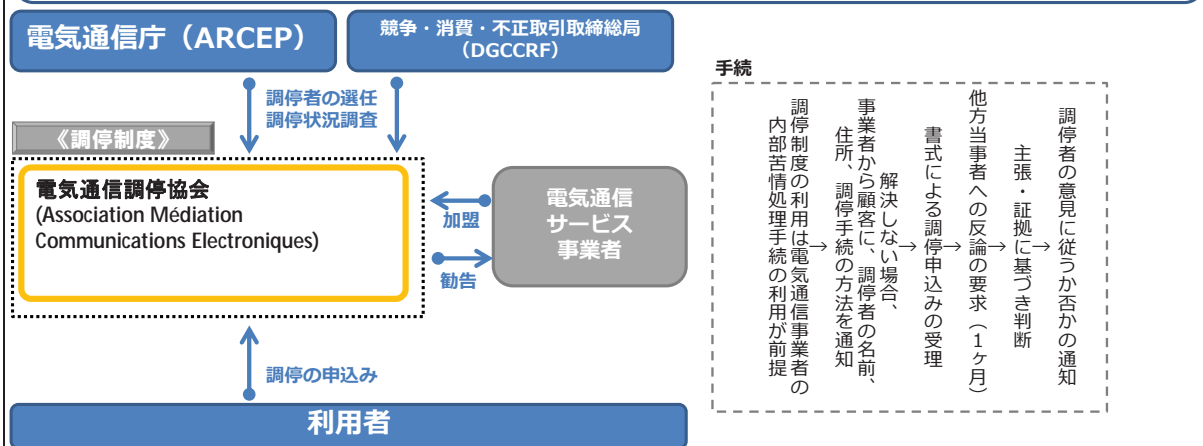 電気通信庁（ARCEP）
競争・消費・不正取引取締総局
（DGCCRF）
調停者の選任
調停状況調査
《調停制度》
電気通信調停協会
(Association Médiation
Communications Electroniques)
加盟
勧告
電気通信
サービス
事業者
調停の申込み
利用者
手続
調停制度の利用は電気通信事業者の
内部苦情処理手続の利用が前提
→
解決しない場合、
事業者から顧客に、調停者の名前、
住所、調停手続の方法を通知
→
書式による調停申込みの受理
→
他方当事者への反論の要求（1ヶ月）
→
主張・証拠に基づき判断
→
調停者の意見に従うか否かの通知